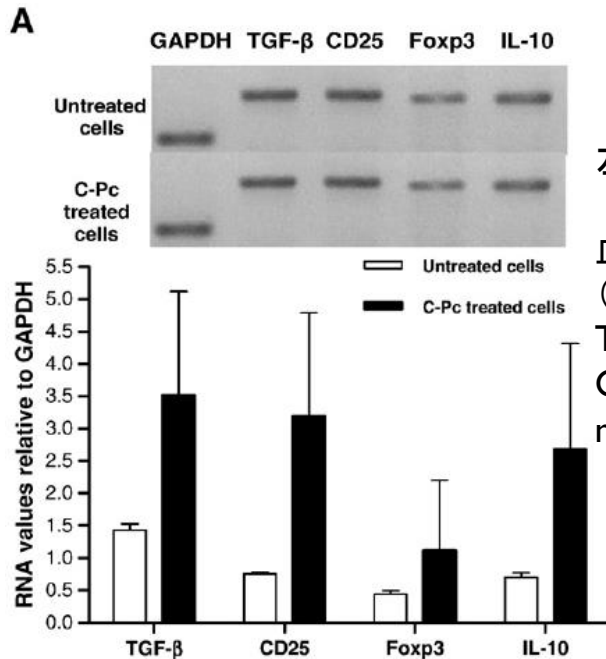 A
GAPDH TGF-β CD25 Foxp3 IL-10
Untreated
cells
C-Pc
treated
cells
Untreated cells
C-Pc treated cells
RNA values relative to GAPDH
5.5
5.0
4.5
4.0
3.5
3.0
2.5
2.0
1.5
1.0
0.5
0.0
TGF-β CD25 Foxp3 IL-10